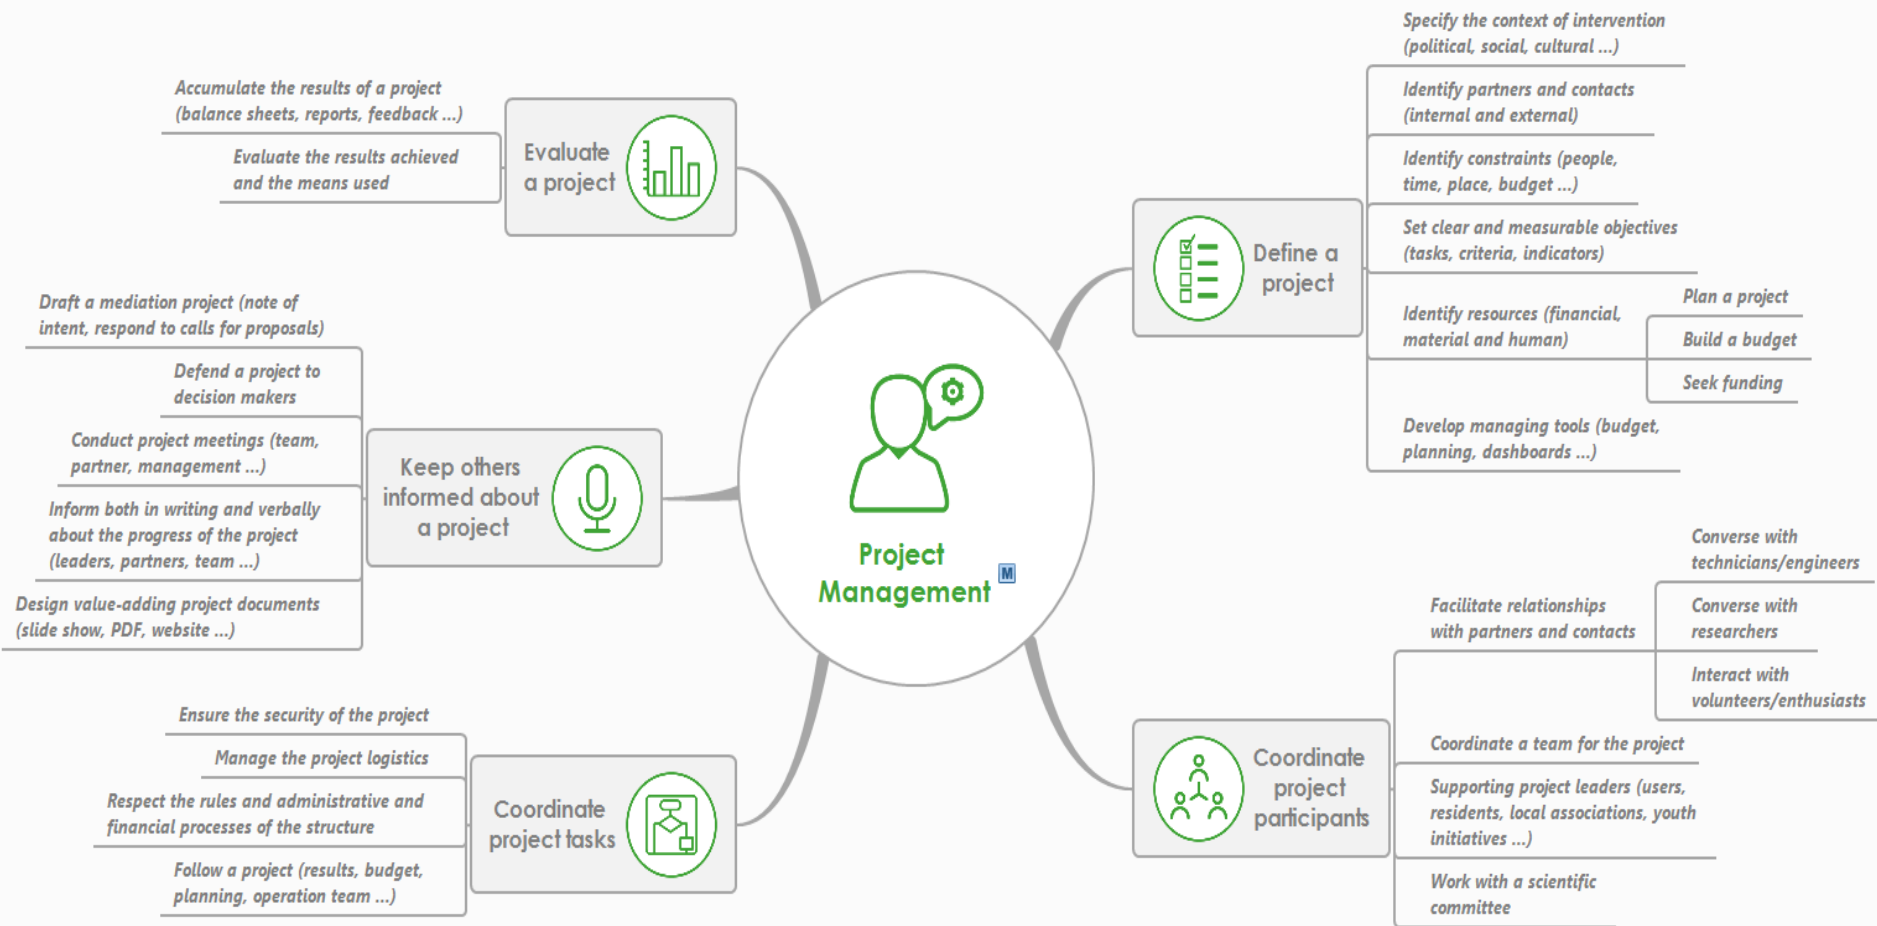 Project
Management
M
Define a
project
Specify the context of intervention
(political, social, cultural ...)
Identify partners and contacts
(internal and external)
Identify constraints (people,
time, place, budget ...)
Set clear and measurable objectives
(tasks, criteria, indicators)
Identify resources (financial,
material and human)
Plan a project
Build a budget
Seek funding
Develop managing tools (budget,
planning, dashboards ...)
Coordinate
project
participants
Facilitate relationships
with partners and contacts
Converse with
technicians/engineers
Converse with
researchers
Interact with
volunteers/enthusiasts
Coordinate a team for the project
Supporting project leaders (users,
residents, local associations, youth
initiatives ...)
Work with a scientific
committee
Evaluate
a project
Accumulate the results of a project
(balance sheets, reports, feedback ...)
Evaluate the results achieved
and the means used
Keep others
informed about
a project
Draft a mediation project (note of
intent, respond to calls for proposals)
Defend a project to
decision makers
Conduct project meetings (team,
partner, management ...)
Inform both in writing and verbally
about the progress of the project
(leaders, partners, team ...)
Design value-adding project documents
(slide show, PDF, website ...)
Coordinate
project tasks
Ensure the security of the project
Manage the project logistics
Respect the rules and administrative and
financial processes of the structure
Follow a project (results, budget,
planning, operation team ...)